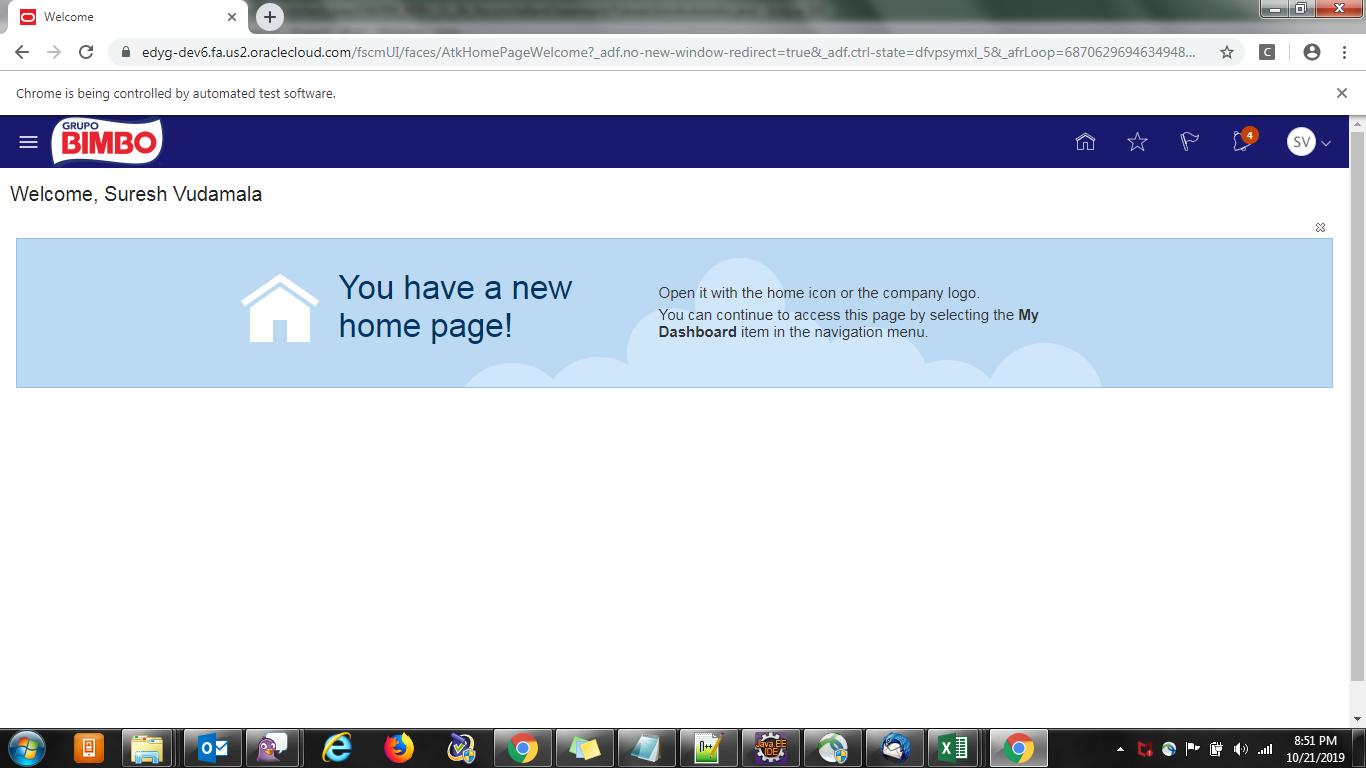 Welcome
edyg-dev6.fa.us2.oraclecloud.com/fscmUI/faces/AtkHomePageWelcome?_adf.no-new-window-redirect=true&_adf.ctrl-state=dfvpsymxl_5&_afrLoop=6870629694634948...
C
Chrome is being controlled by automated test software.
GRUPO
BIMBO
4
SV
Welcome, Suresh Vudamala
You have a new
home page!
Open it with the home icon or the company logo.
You can continue to access this page by selecting the My
Dashboard item in the navigation menu.
Java EE
IDE
8:51 PM
10/21/2019